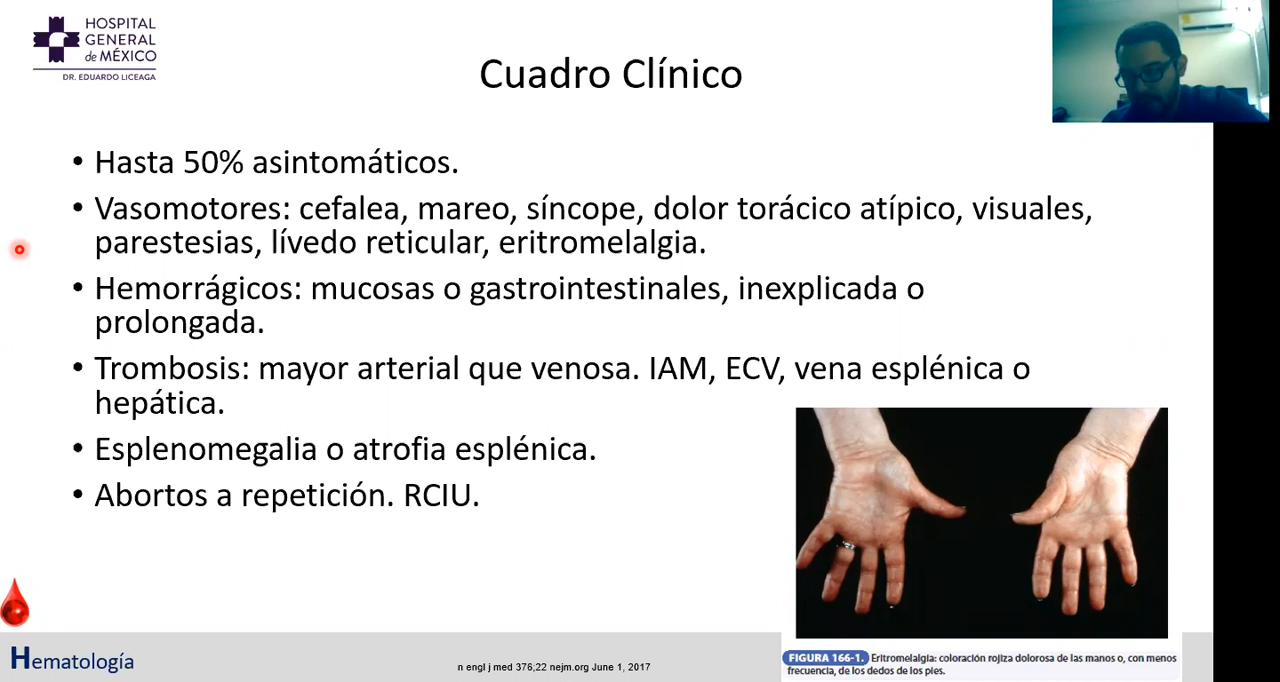 HOSPITAL
GENERAL
de MÉXICO
DR. EDUARDO LICEAGA
Cuadro Clínico
• Hasta 50% asintomáticos.
• Vasomotores: cefalea, mareo, síncope, dolor torácico atípico, visuales,
parestesias, lívedo reticular, eritromelalgia.
• Hemorrágicos: mucosas o gastrointestinales, inexplicada o
prolongada.
• Trombosis: mayor arterial que venosa. IAM, ECV, vena esplénica o
hepática.
• Esplenomegalia o atrofia esplénica.
• Abortos a repetición. RCIU.
Hematología
n engl j med 376;22 nejm.org June 1, 2017
FIGURA 166-1. Eritromelalgia: coloración rojiza dolorosa de las manos o, con menos
frecuencia, de los dedos de los pies.